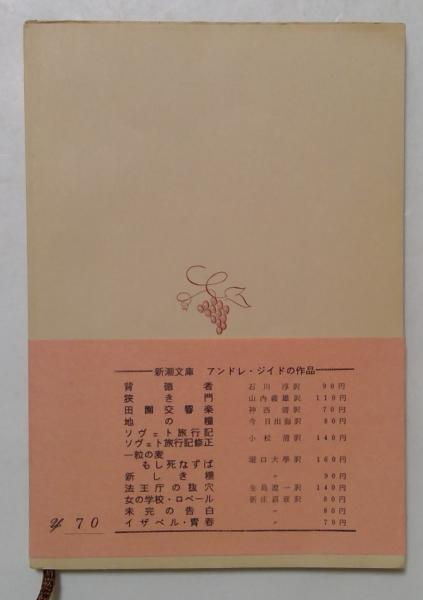 新潮文庫 アンドレ・ジイドの作品
背徳者 石川淳訳 90円
狭き門 山内義雄訳 110円
田園交響楽 神西清訳 70円
地の糧 今日出海訳 80円
ソヴェト旅行記
ソヴェト旅行記修正 小松清訳 140円
一粒の麦
もし死なずば 堀口大學訳 160円
新しき糧 〃 90円
法王庁の抜穴 生島遼一訳 140円
女の学校・ロベール 新庄嘉章訳 80円
未完の告白 〃 80円
イザベル・青春 〃 70円
¥ 70